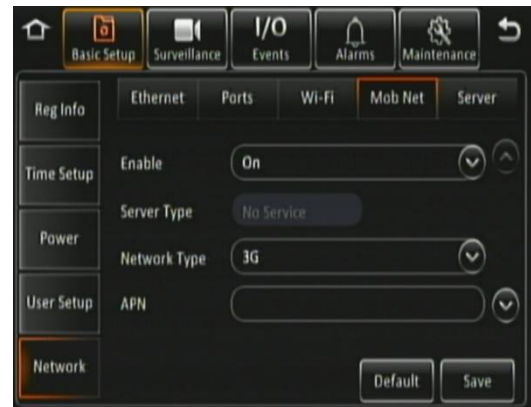 I/O
Basic Setup Surveillance Events Alarms Maintenance
Reg Info Ethernet Ports Wi-Fi Mob Net Server
Time Setup Enable On
Server Type No Service
Power Network Type 3G
User Setup APN
Network Default Save